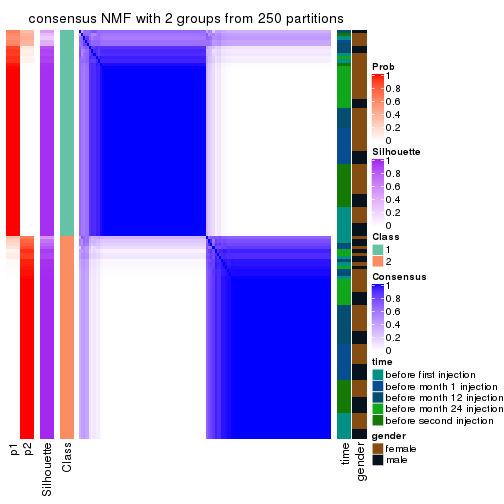 consensus NMF with 2 groups from 250 partitions
Prob
1
0.8
0.6
0.4
0.2
0
Silhouette
1
0.8
0.6
0.4
0.2
0
Class
1
2
Consensus
1
0.8
0.6
0.4
0.2
0
time
before first injection
before month 1 injection
before month 12 injection
before month 24 injection
before second injection
gender
female
male
p1
p2
Silhouette
Class
time
gender